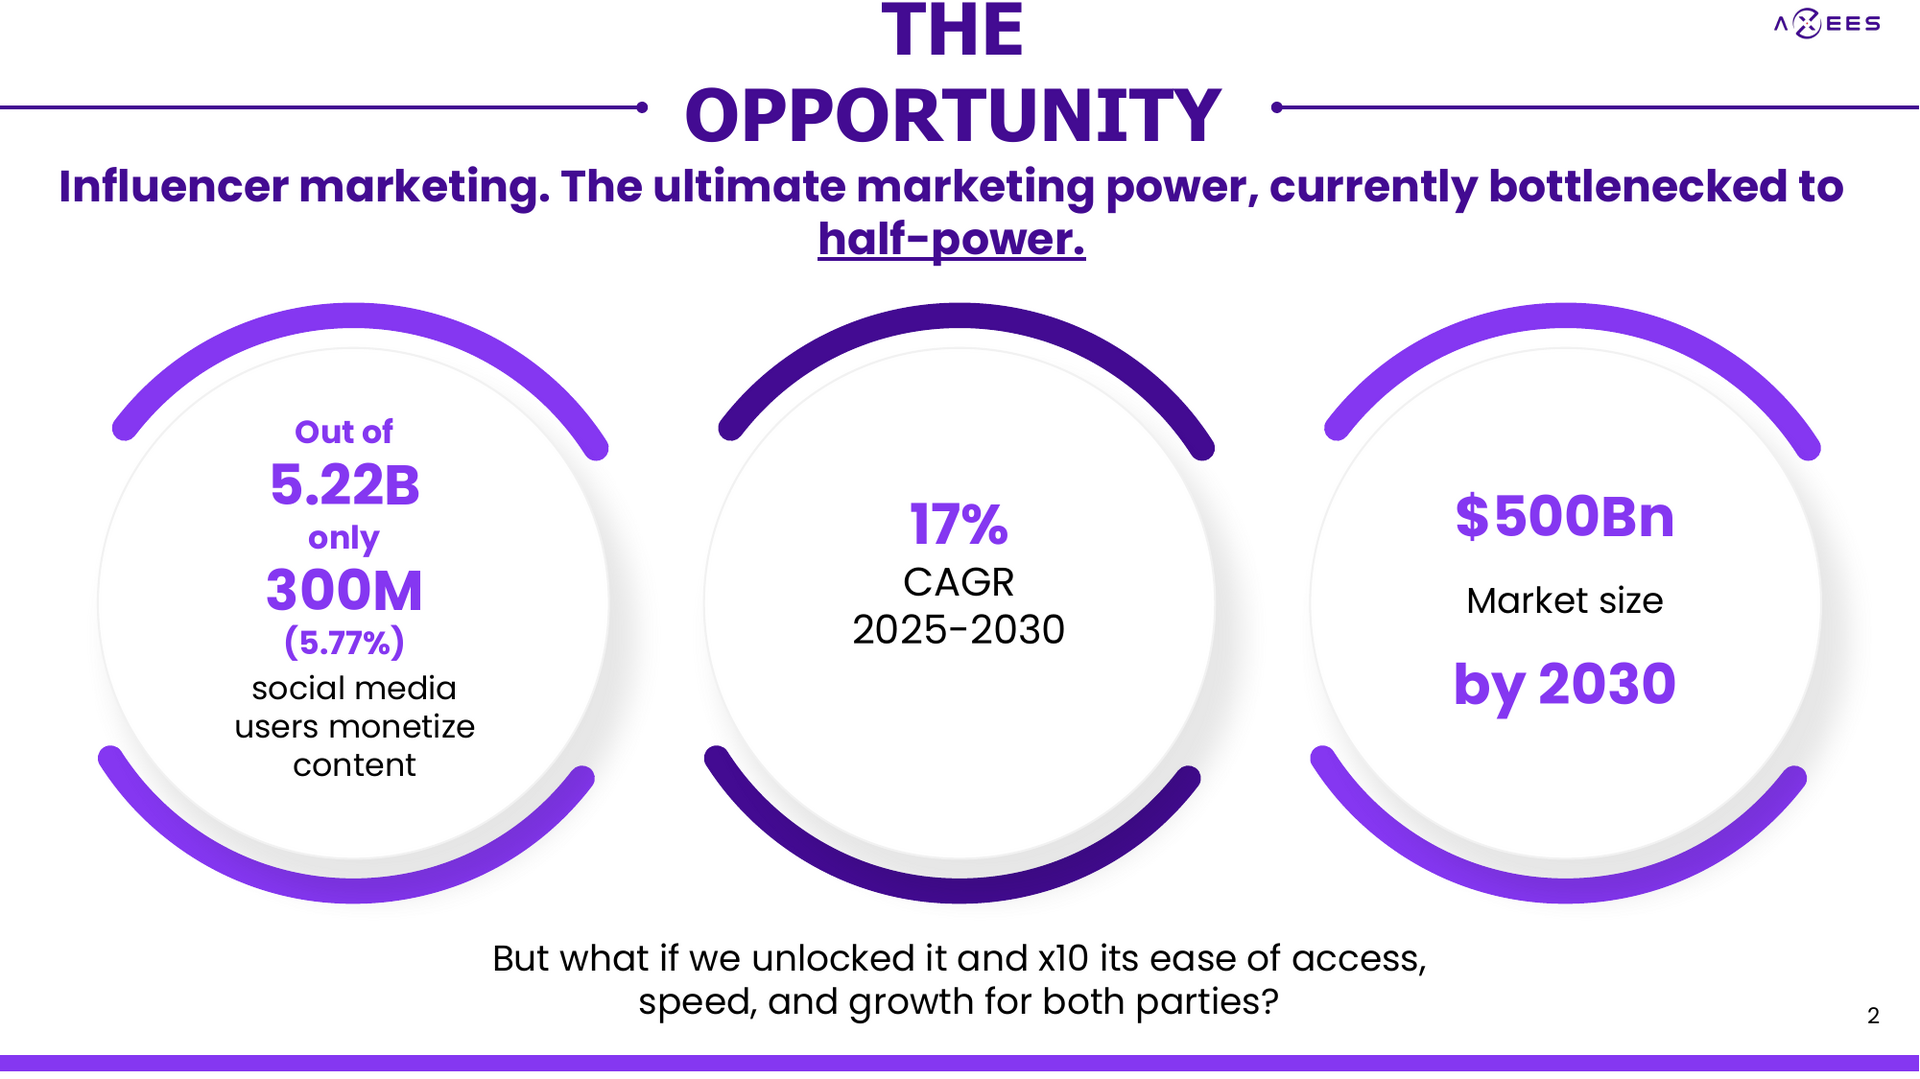 THE
OPPORTUNITY
AXEES
Influencer marketing. The ultimate marketing power, currently bottlenecked to
half-power.
Out of
5.22B
only
300M
(5.77%)
social media
users monetize
content
17%
CAGR
2025-2030
$500Bn
Market size
by 2030
But what if we unlocked it and x10 its ease of access,
speed, and growth for both parties?
2